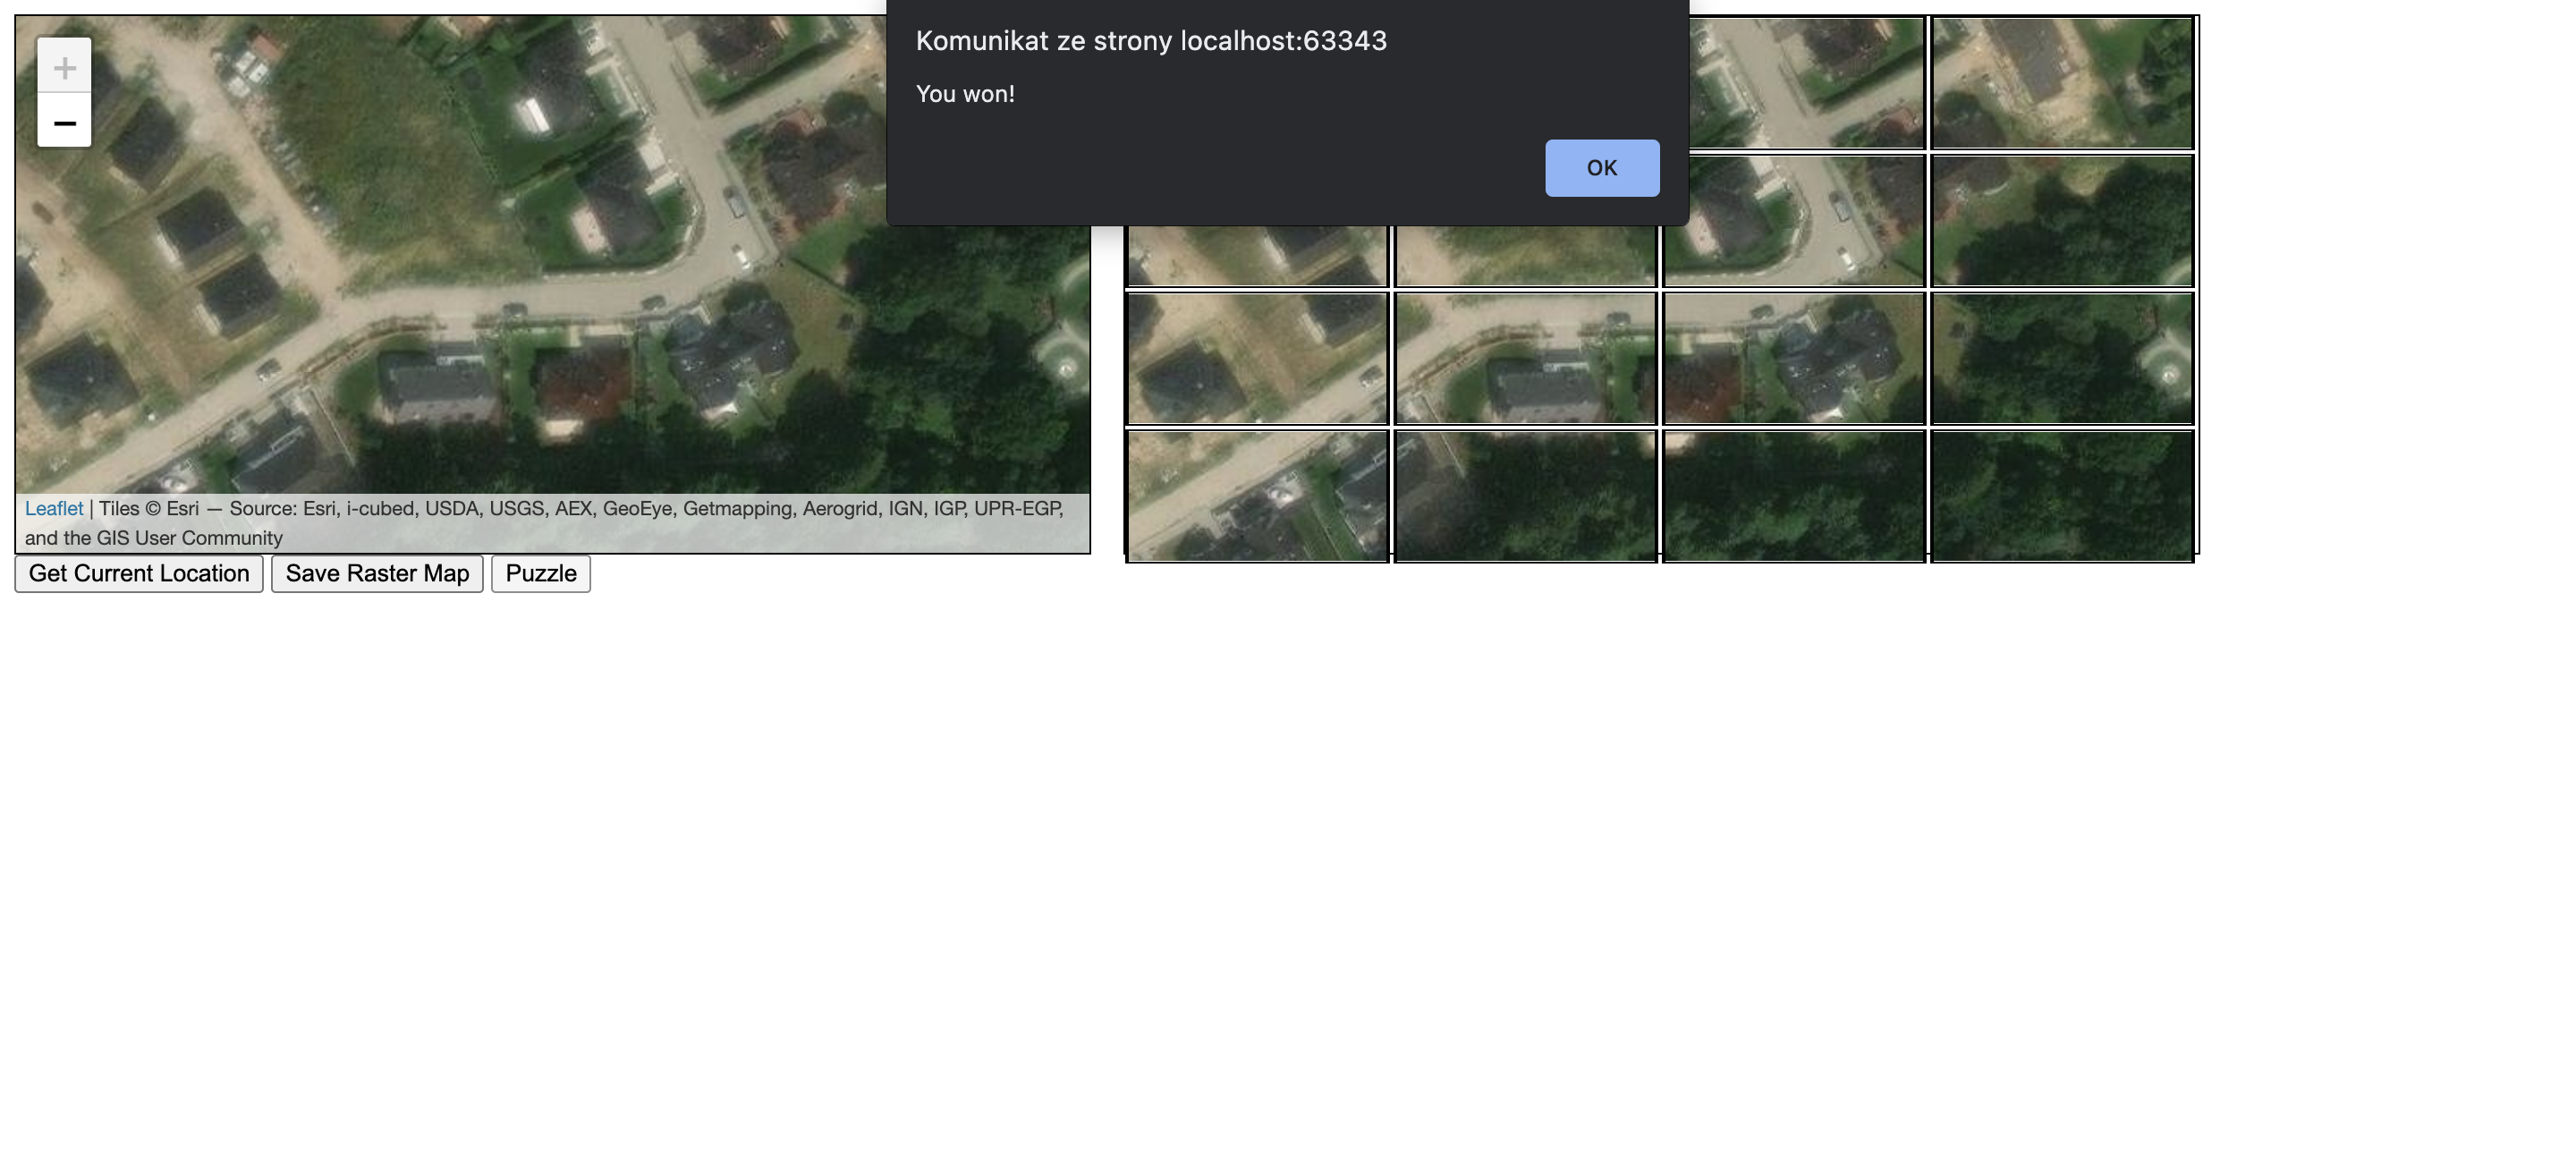 +
−
Komunikat ze strony localhost:63343
You won!
OK
Leaflet | Tiles © Esri — Source: Esri, i-cubed, USDA, USGS, AEX, GeoEye, Getmapping, Aerogrid, IGN, IGP, UPR-EGP,
and the GIS User Community
Get Current Location Save Raster Map Puzzle